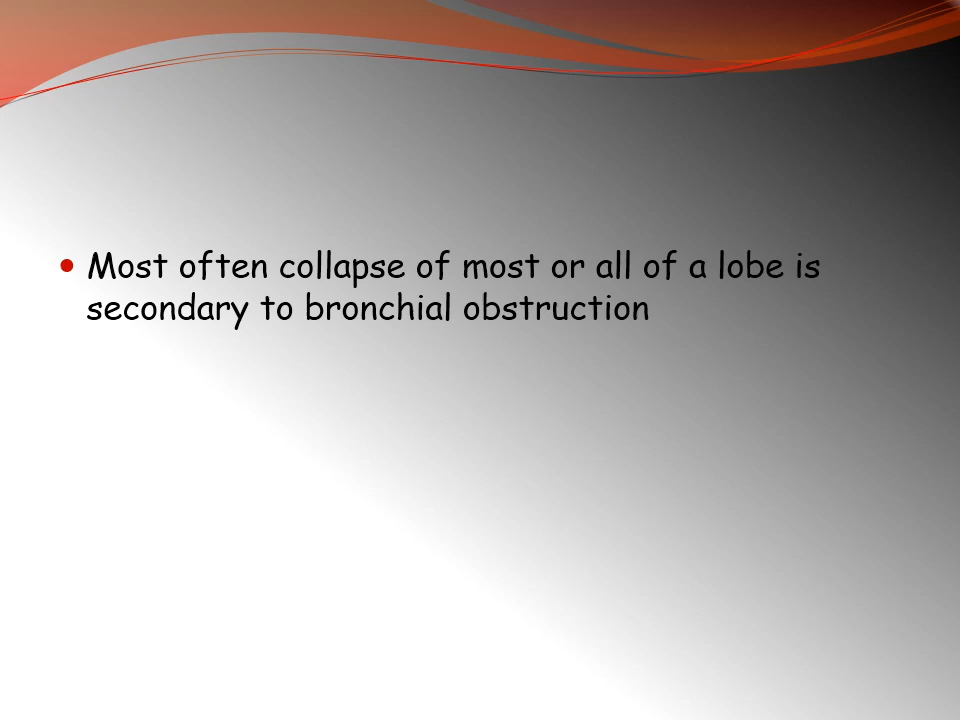 Most often collapse of most or all of a lobe is
secondary to bronchial obstruction